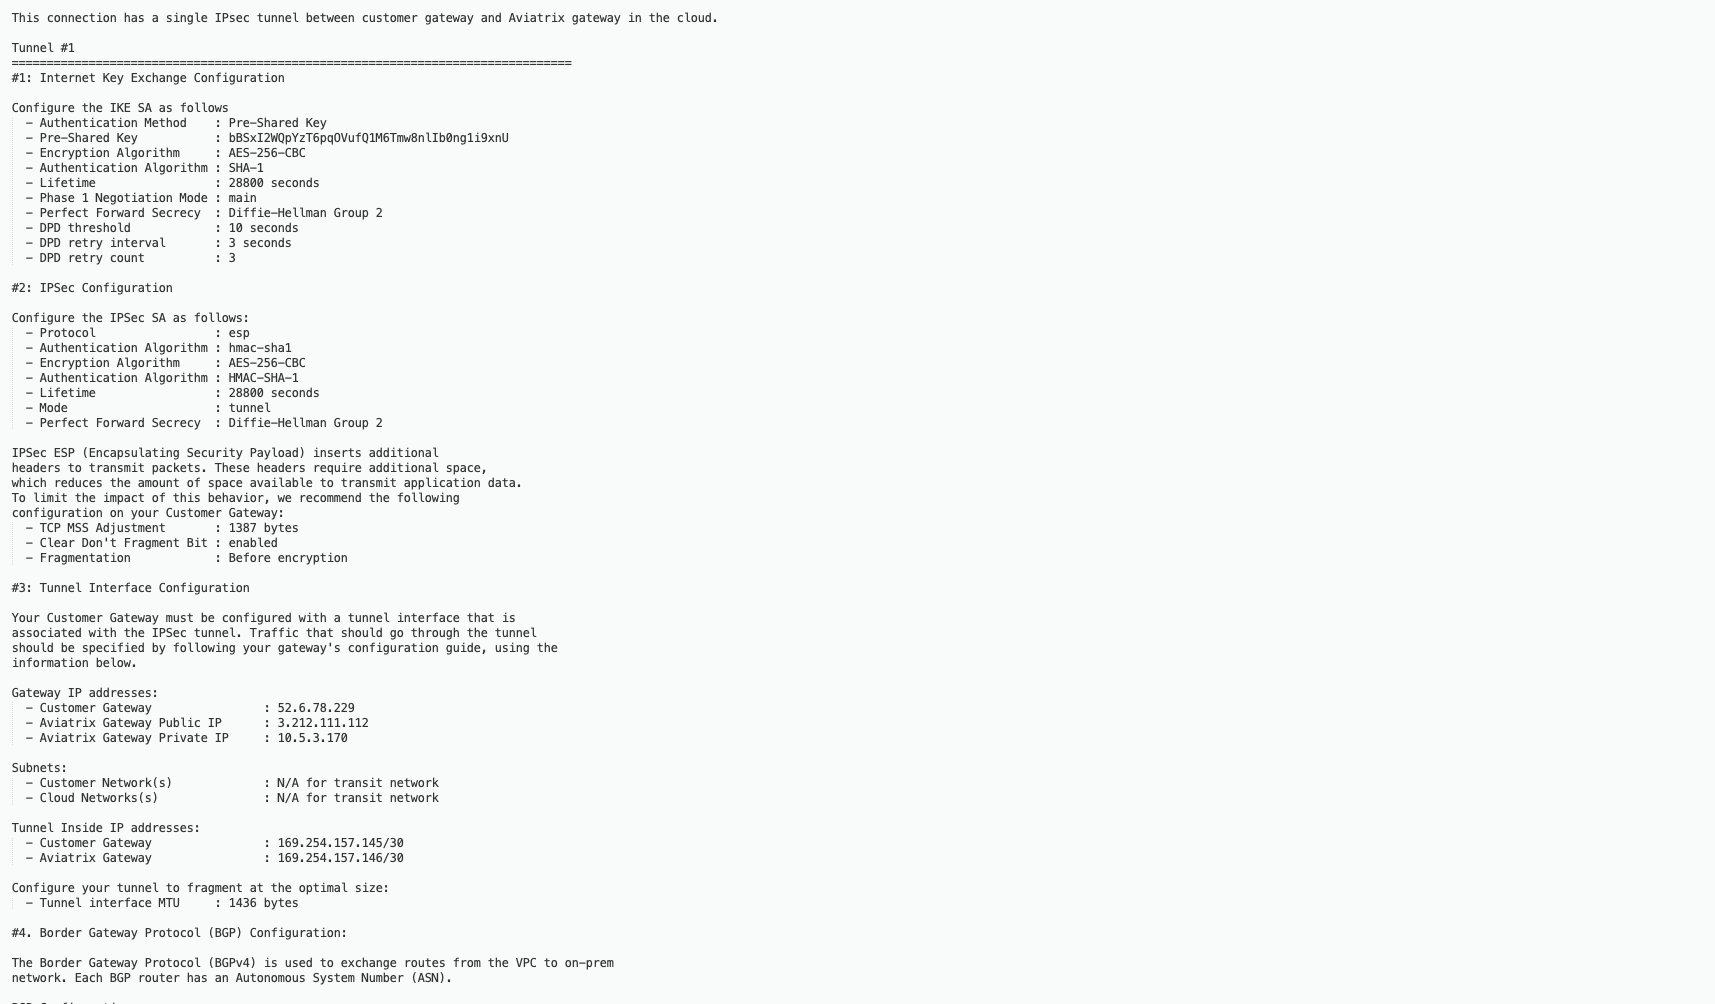 This connection has a single IPsec tunnel between customer gateway and Aviatrix gateway in the cloud.
Tunnel #1
================================================================================
#1: Internet Key Exchange Configuration
Configure the IKE SA as follows
- Authentication Method    : Pre-Shared Key
- Pre-Shared Key           : bBSxI2WQpYzT6pqOVufQ1M6Tmw8nlIb0ng1i9xnU
- Encryption Algorithm     : AES-256-CBC
- Authentication Algorithm : SHA-1
- Lifetime                 : 28800 seconds
- Phase 1 Negotiation Mode : main
- Perfect Forward Secrecy  : Diffie-Hellman Group 2
- DPD threshold            : 10 seconds
- DPD retry interval       : 3 seconds
- DPD retry count          : 3
#2: IPSec Configuration
Configure the IPSec SA as follows:
- Protocol                 : esp
- Authentication Algorithm : hmac-sha1
- Encryption Algorithm     : AES-256-CBC
- Authentication Algorithm : HMAC-SHA-1
- Lifetime                 : 28800 seconds
- Mode                     : tunnel
- Perfect Forward Secrecy  : Diffie-Hellman Group 2
IPSec ESP (Encapsulating Security Payload) inserts additional
headers to transmit packets. These headers require additional space,
which reduces the amount of space available to transmit application data.
To limit the impact of this behavior, we recommend the following
configuration on your Customer Gateway:
- TCP MSS Adjustment       : 1387 bytes
- Clear Don't Fragment Bit : enabled
- Fragmentation            : Before encryption
#3: Tunnel Interface Configuration
Your Customer Gateway must be configured with a tunnel interface that is
associated with the IPSec tunnel. Traffic that should go through the tunnel
should be specified by following your gateway's configuration guide, using the
information below.
Gateway IP addresses:
- Customer Gateway                : 52.6.78.229
- Aviatrix Gateway Public IP      : 3.212.111.112
- Aviatrix Gateway Private IP     : 10.5.3.170
Subnets:
- Customer Network(s)             : N/A for transit network
- Cloud Networks(s)               : N/A for transit network
Tunnel Inside IP addresses:
- Customer Gateway                : 169.254.157.145/30
- Aviatrix Gateway                : 169.254.157.146/30
Configure your tunnel to fragment at the optimal size:
- Tunnel interface MTU     : 1436 bytes
#4. Border Gateway Protocol (BGP) Configuration:
The Border Gateway Protocol (BGPv4) is used to exchange routes from the VPC to on-prem
network. Each BGP router has an Autonomous System Number (ASN).